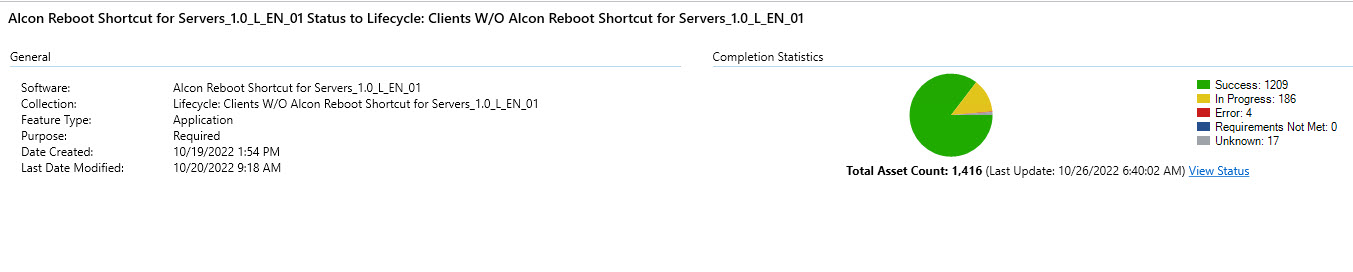 Alcon Reboot Shortcut for Servers_1.0_L_EN_01 Status to Lifecycle: Clients W/O Alcon Reboot Shortcut for Servers_1.0_L_EN_01
General
Software: Alcon Reboot Shortcut for Servers_1.0_L_EN_01
Collection: Lifecycle: Clients W/O Alcon Reboot Shortcut for Servers_1.0_L_EN_01
Feature Type: Application
Purpose: Required
Date Created: 10/19/2022 1:54 PM
Last Date Modified: 10/20/2022 9:18 AM
Completion Statistics
Success: 1209
In Progress: 186
Error: 4
Requirements Not Met: 0
Unknown: 17
Total Asset Count: 1,416 (Last Update: 10/26/2022 6:40:02 AM) View Status